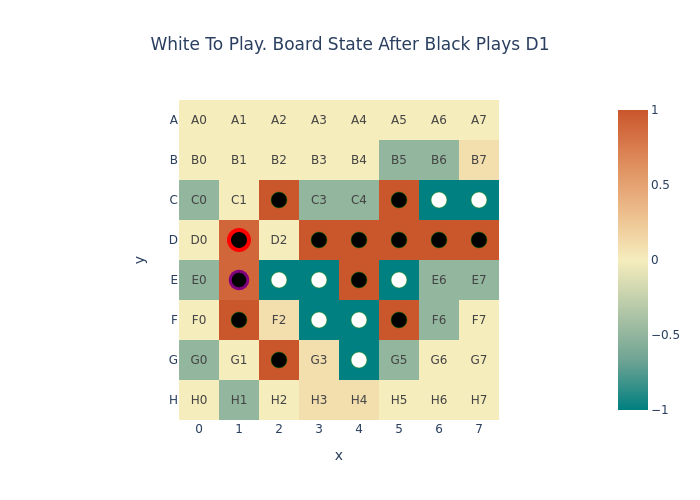 White To Play. Board State After Black Plays D1
A A0 A1 A2 A3 A4 A5 A6 A7
B B0 B1 B2 B3 B4 B5 B6 B7
C C0 C1 C3 C4
D D0 D2
E E0 E6 E7
F F0 F2 F6 F7
G G0 G1 G3 G5 G6 G7
H H0 H1 H2 H3 H4 H5 H6 H7
0 1 2 3 4 5 6 7
x
y
1
0.5
0
−0.5
−1